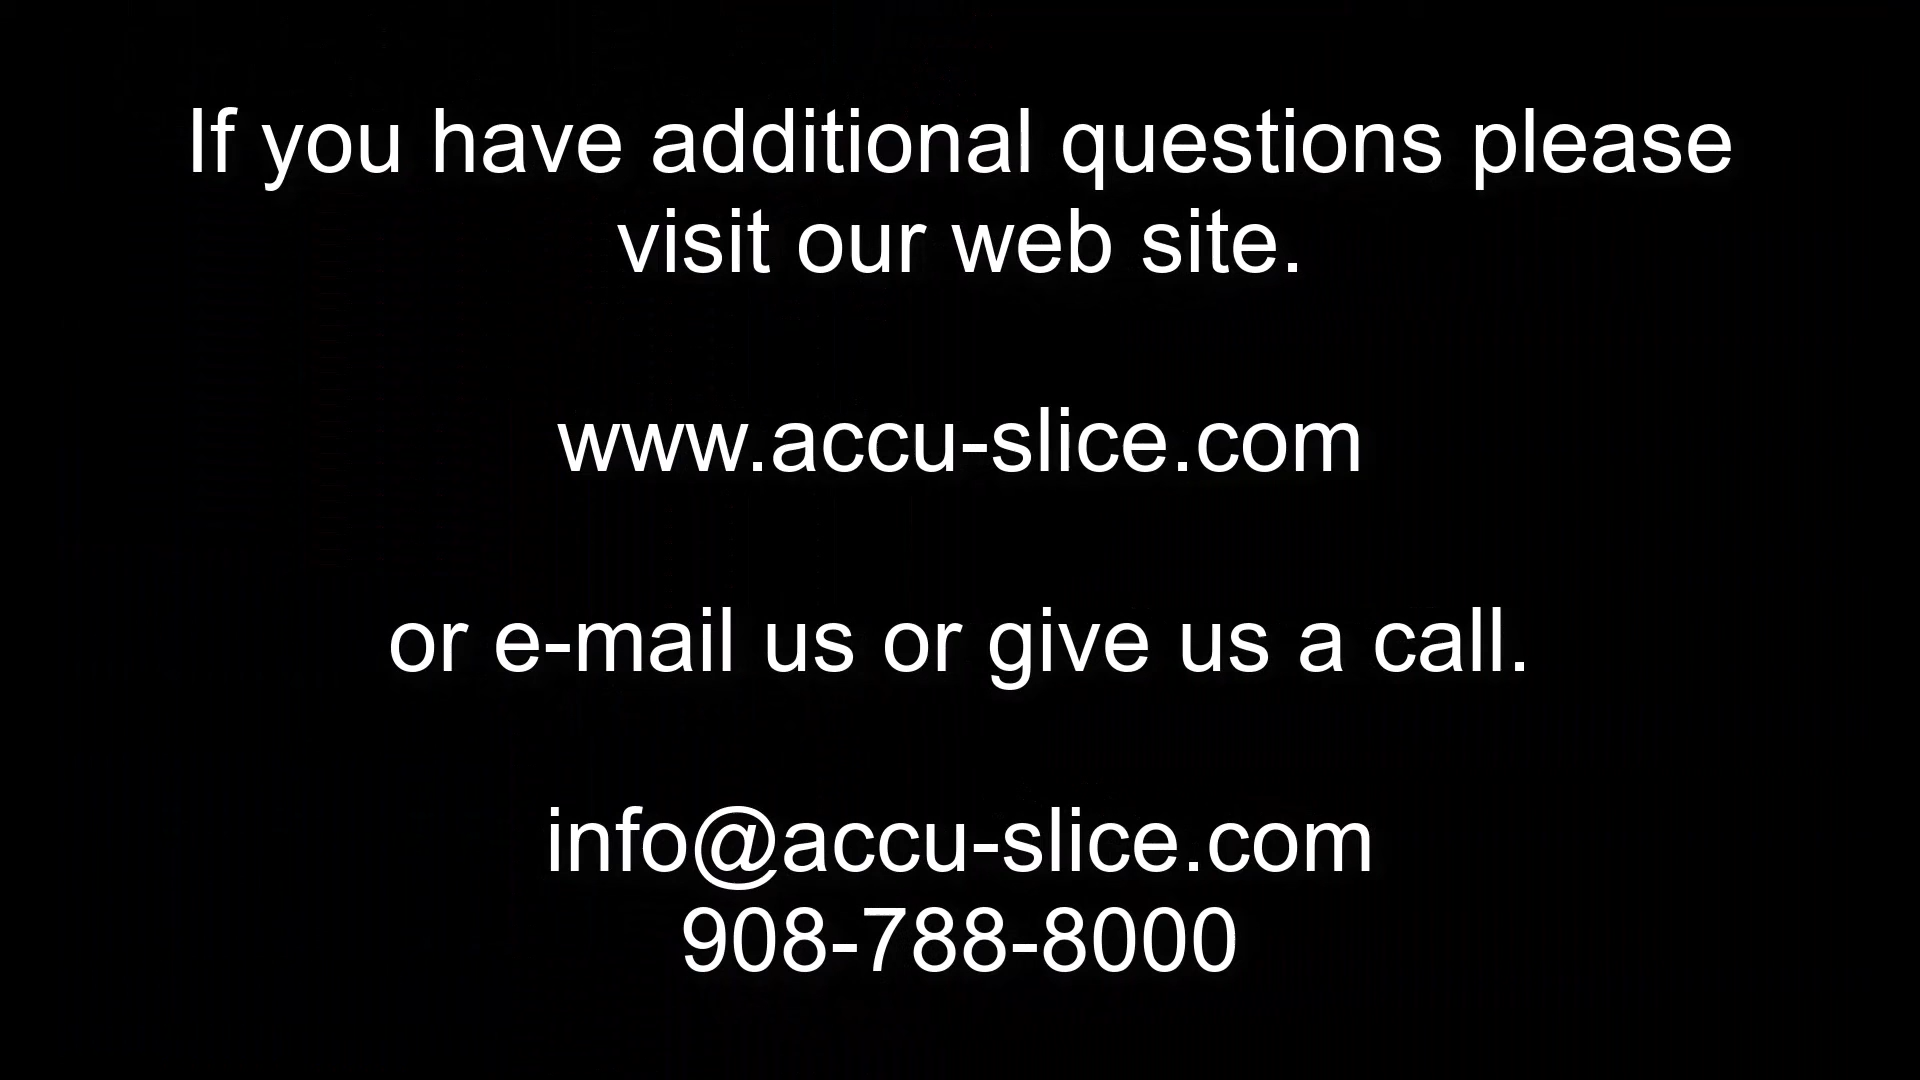 If you have additional questions please
visit our web site.
www.accu-slice.com
or e-mail us or give us a call.
info@accu-slice.com
908-788-8000